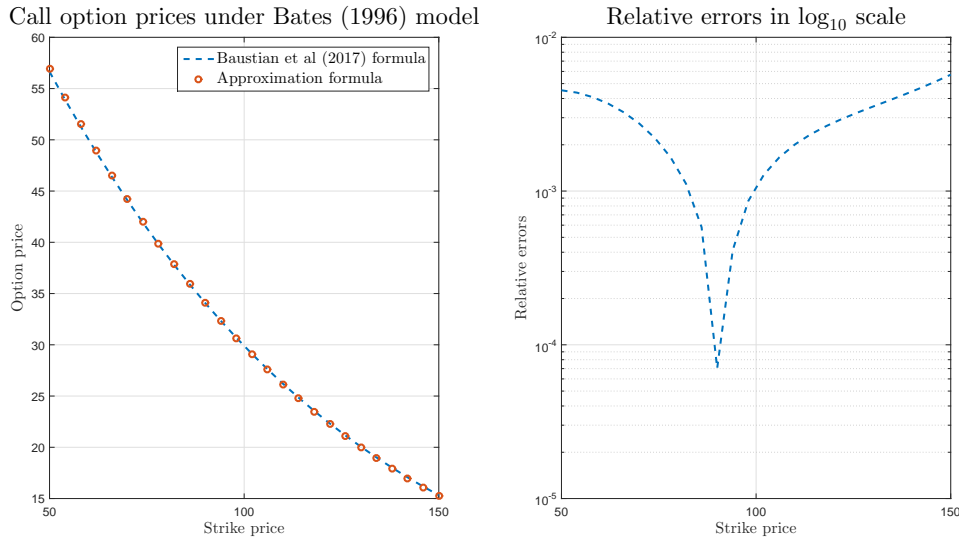 Call option prices under Bates (1996) model
60
55
50
45
40
35
30
25
20
15
Option price
50
100
150
Strike price
Baustian et al (2017) formula
Approximation formula
Relative errors in log₁₀ scale
10⁻²
10⁻³
10⁻⁴
10⁻⁵
Relative errors
50
100
150
Strike price